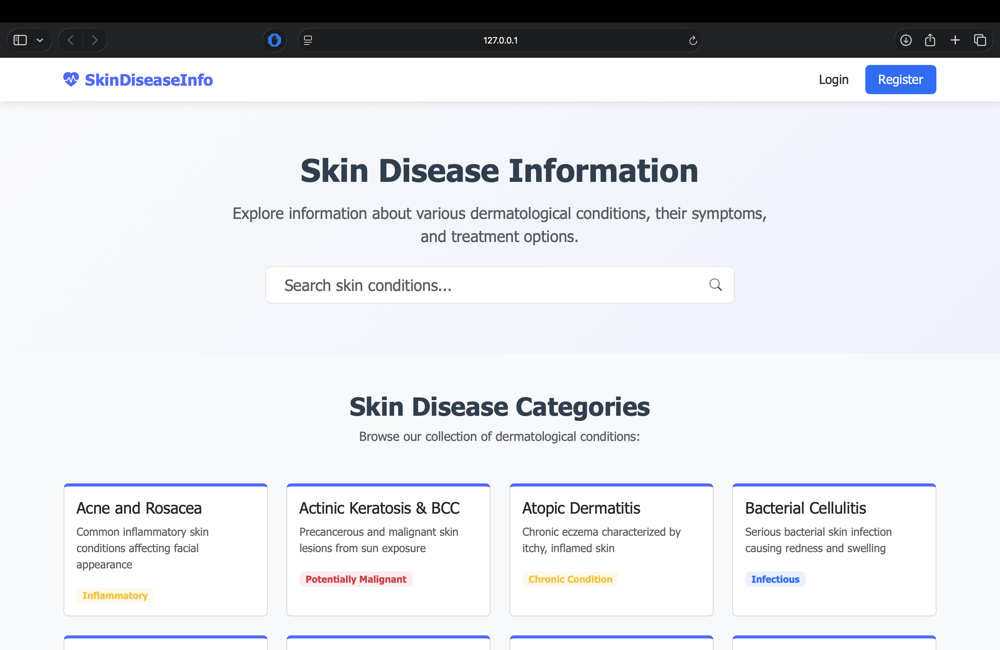 127.0.0.1
SkinDiseaseInfo
Login
Register
Skin Disease Information
Explore information about various dermatological conditions, their symptoms,
and treatment options.
Search skin conditions...
Skin Disease Categories
Browse our collection of dermatological conditions:
Acne and Rosacea
Common inflammatory skin
conditions affecting facial
appearance
Inflammatory
Actinic Keratosis & BCC
Precancerous and malignant skin
lesions from sun exposure
Potentially Malignant
Atopic Dermatitis
Chronic eczema characterized by
itchy, inflamed skin
Chronic Condition
Bacterial Cellulitis
Serious bacterial skin infection
causing redness and swelling
Infectious